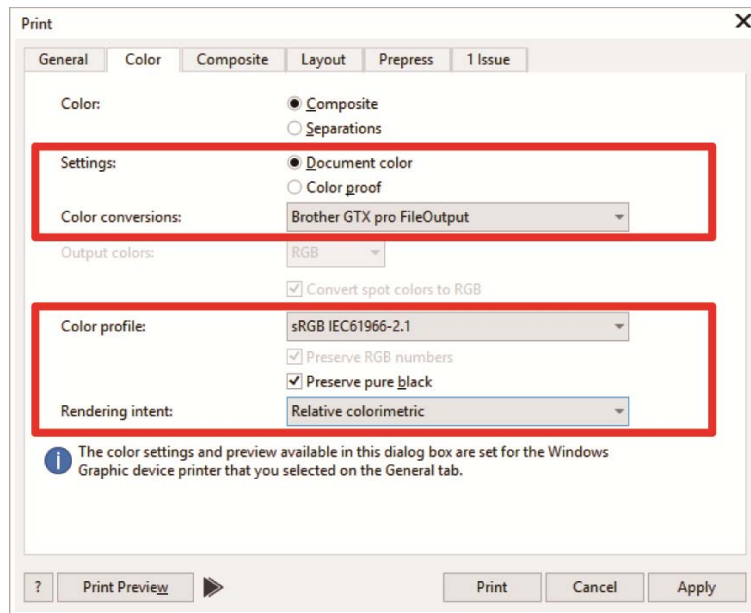 Print
General Color Composite Layout Prepress 1 Issue
Color: Composite
Separations
Settings: Document color
Color proof
Color conversions: Brother GTX pro FileOutput
Output colors: RGB
Convert spot colors to RGB
Color profile: sRGB IEC61966-2.1
Preserve RGB numbers
Preserve pure black
Rendering intent: Relative colorimetric
The color settings and preview available in this dialog box are set for the Windows
Graphic device printer that you selected on the General tab.
? Print Preview Print Cancel Apply